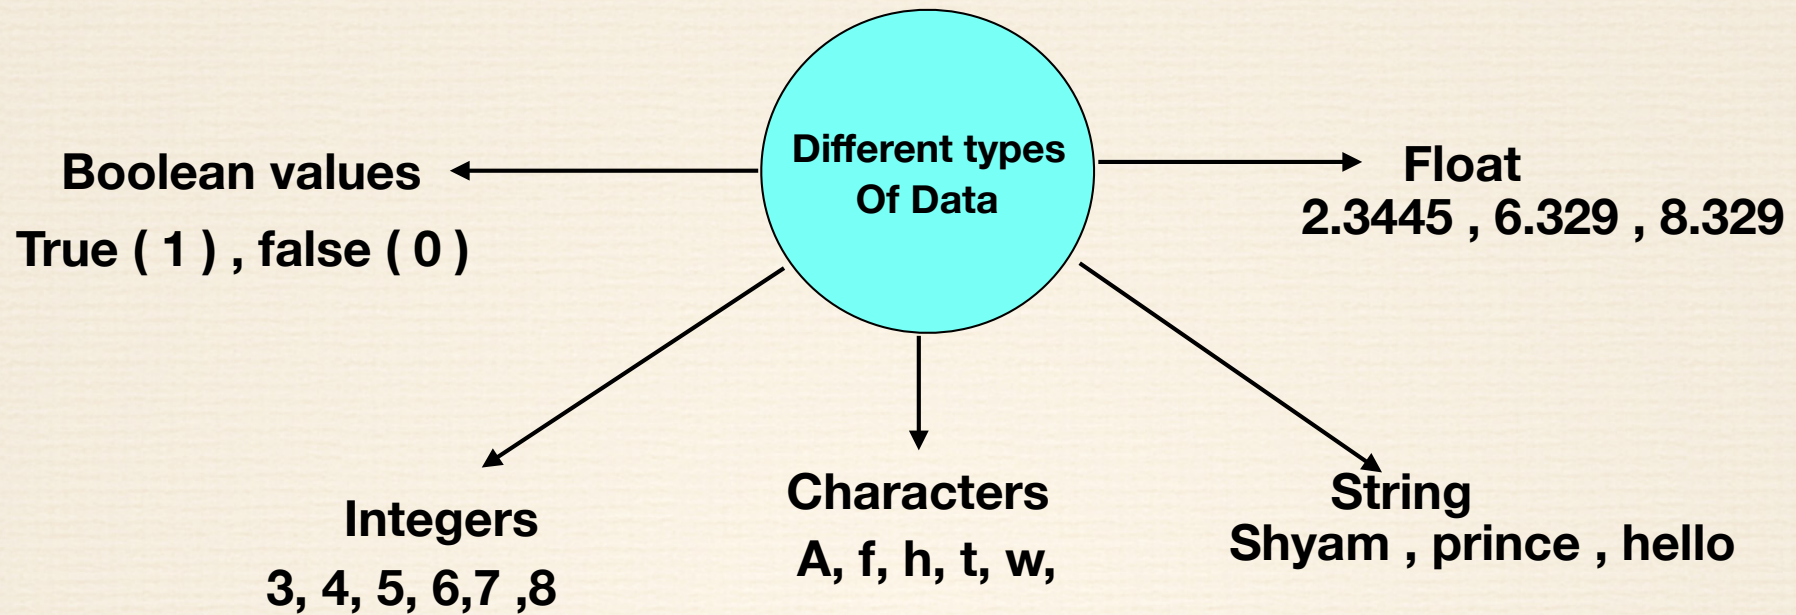 Different types
Of Data
Boolean values
True ( 1 ) , false ( 0 )
Float
2.3445 , 6.329 , 8.329
Integers
3, 4, 5, 6,7 ,8
Characters
A, f, h, t, w,
String
Shyam , prince , hello